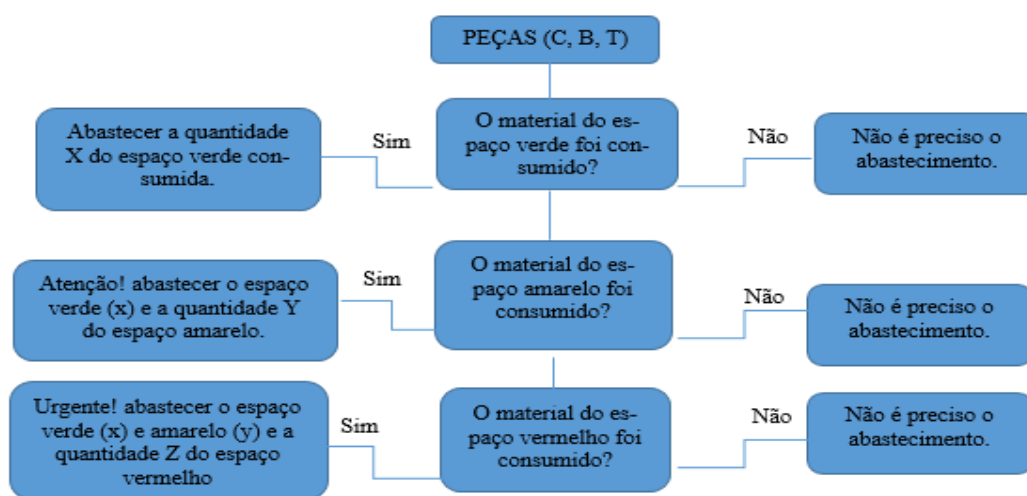 PEÇAS (C, B, T)
Abastecer a quantidade
X do espaço verde con-
sumida.
Sim
O material do es-
paço verde foi con-
sumido?
Não
Não é preciso o
abastecimento.
Atenção! abastecer o espaço
verde (x) e a quantidade Y
do espaço amarelo.
Sim
O material do es-
paço amarelo foi
consumido?
Não
Não é preciso o
abastecimento.
Urgente! abastecer o espaço
verde (x) e amarelo (y) e a
quantidade Z do espaço
vermelho
Sim
O material do es-
paço vermelho foi
consumido?
Não
Não é preciso o
abastecimento.